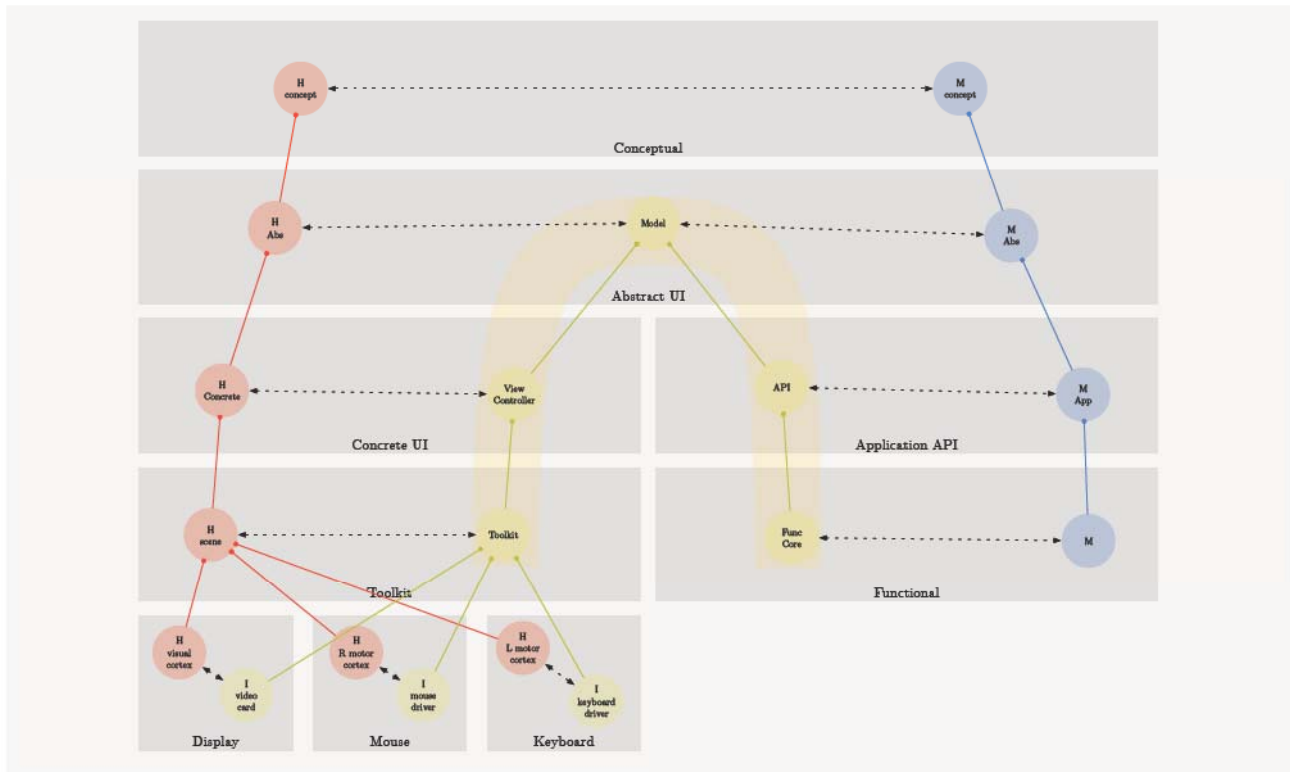 H
concept
M
concept
Conceptual
H
Abs
Model
M
Abs
Abstract UI
H
Concrete
View
Controller
API
M
App
Concrete UI
Application API
H
scene
Toolkit
Func
Core
M
Toolkit
Functional
H
visual
cortex
I
video
card
H
R motor
cortex
I
mouse
driver
H
L motor
cortex
I
keyboard
driver
Display
Mouse
Keyboard